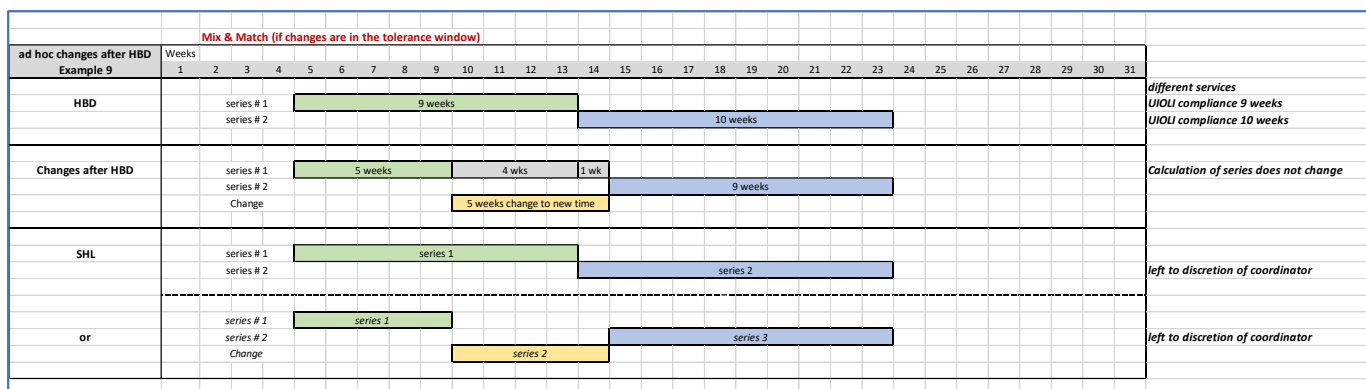 Mix & Match (if changes are in the tolerance window)
ad hoc changes after HBD Weeks
Example 9 1 2 3 4 5 6 7 8 9 10 11 12 13 14 15 16 17 18 19 20 21 22 23 24 25 26 27 28 29 30 31
different services
HBD series # 1 9 weeks UIOLI compliance 9 weeks
series # 2 10 weeks UIOLI compliance 10 weeks
Changes after HBD series # 1 5 weeks 4 wks 1 wk Calculation of series does not change
series # 2 9 weeks
Change 5 weeks change to new time
SHL series # 1 series 1
series # 2 series 2 left to discretion of coordinator
series # 1 series 1
or series # 2 series 3 left to discretion of coordinator
Change series 2